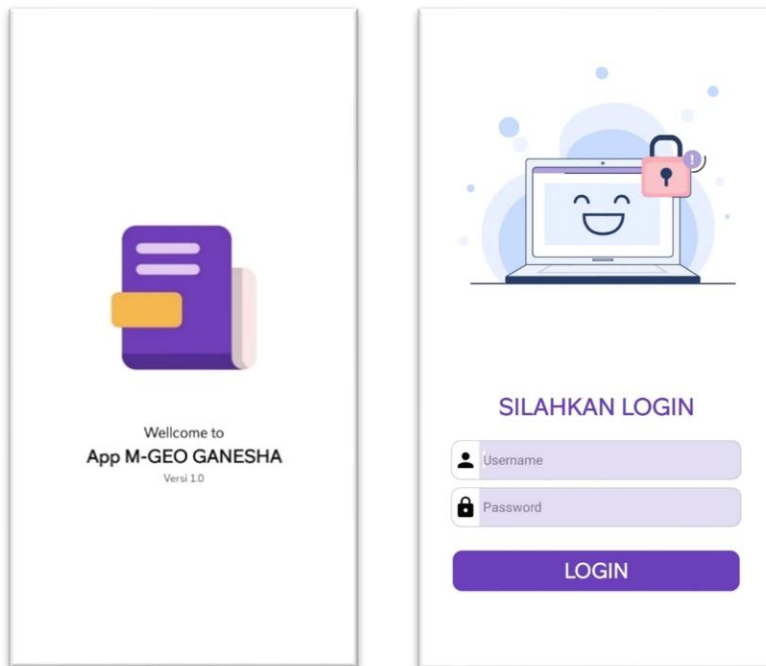 Wellcome to
App M-GEO GANESHA
Versi 1.0
!
SILAHKAN LOGIN
Username
Password
LOGIN